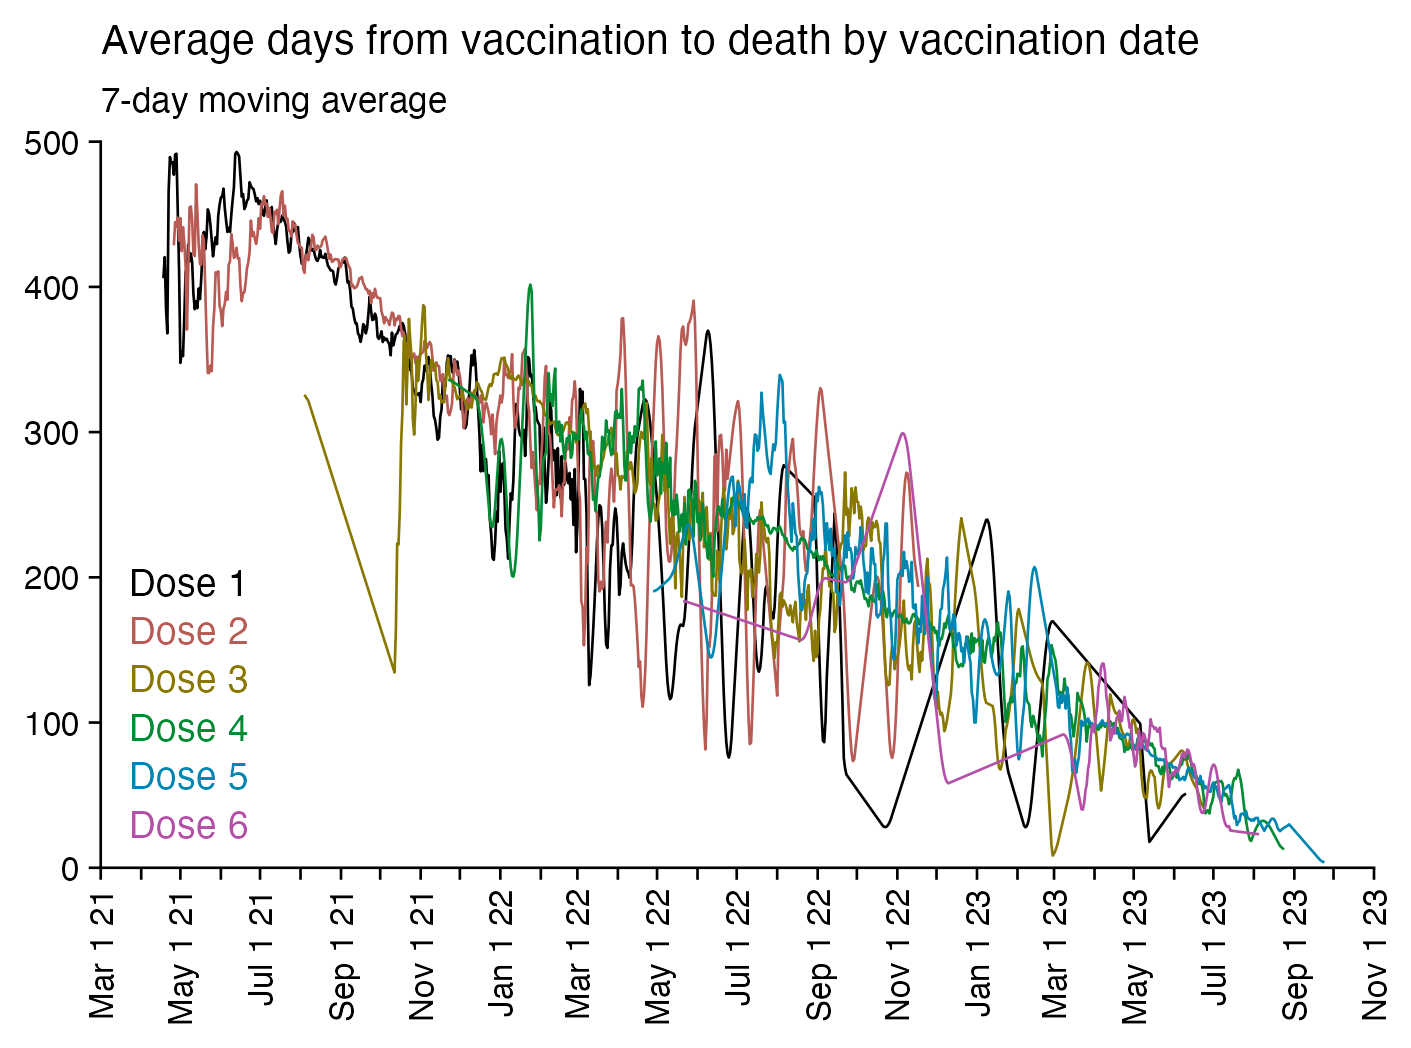 Average days from vaccination to death by vaccination date
7-day moving average
500
400
300
200
100
0
Dose 1
Dose 2
Dose 3
Dose 4
Dose 5
Dose 6
Mar 1 21
May 1 21
Jul 1 21
Sep 1 21
Nov 1 21
Jan 1 22
Mar 1 22
May 1 22
Jul 1 22
Sep 1 22
Nov 1 22
Jan 1 23
Mar 1 23
May 1 23
Jul 1 23
Sep 1 23
Nov 1 23